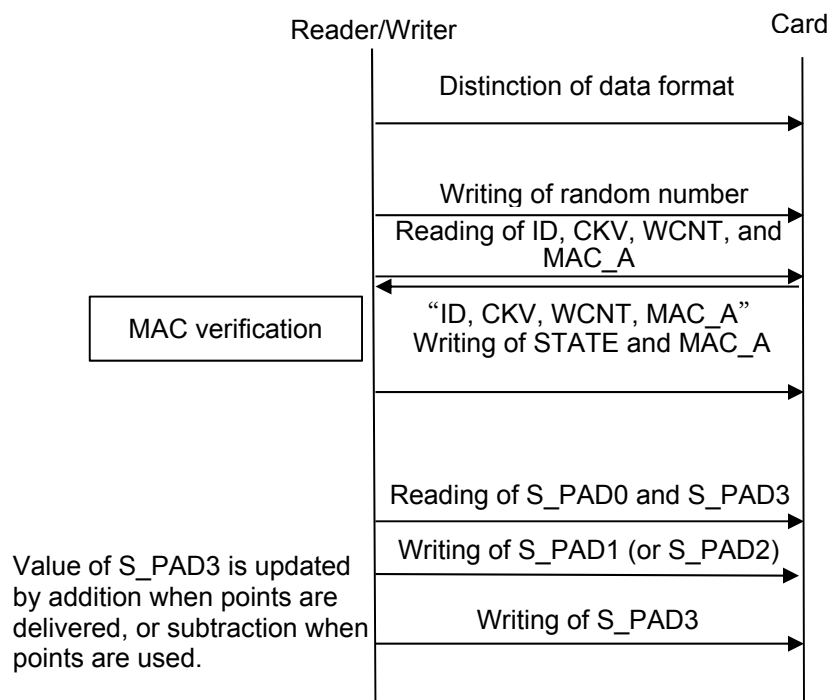 Reader/Writer
Card
Distinction of data format
Writing of random number
Reading of ID, CKV, WCNT, and
MAC_A
MAC verification
“ID, CKV, WCNT, MAC_A”
Writing of STATE and MAC_A
Reading of S_PAD0 and S_PAD3
Writing of S_PAD1 (or S_PAD2)
Value of S_PAD3 is updated
by addition when points are
delivered, or subtraction when
points are used.
Writing of S_PAD3